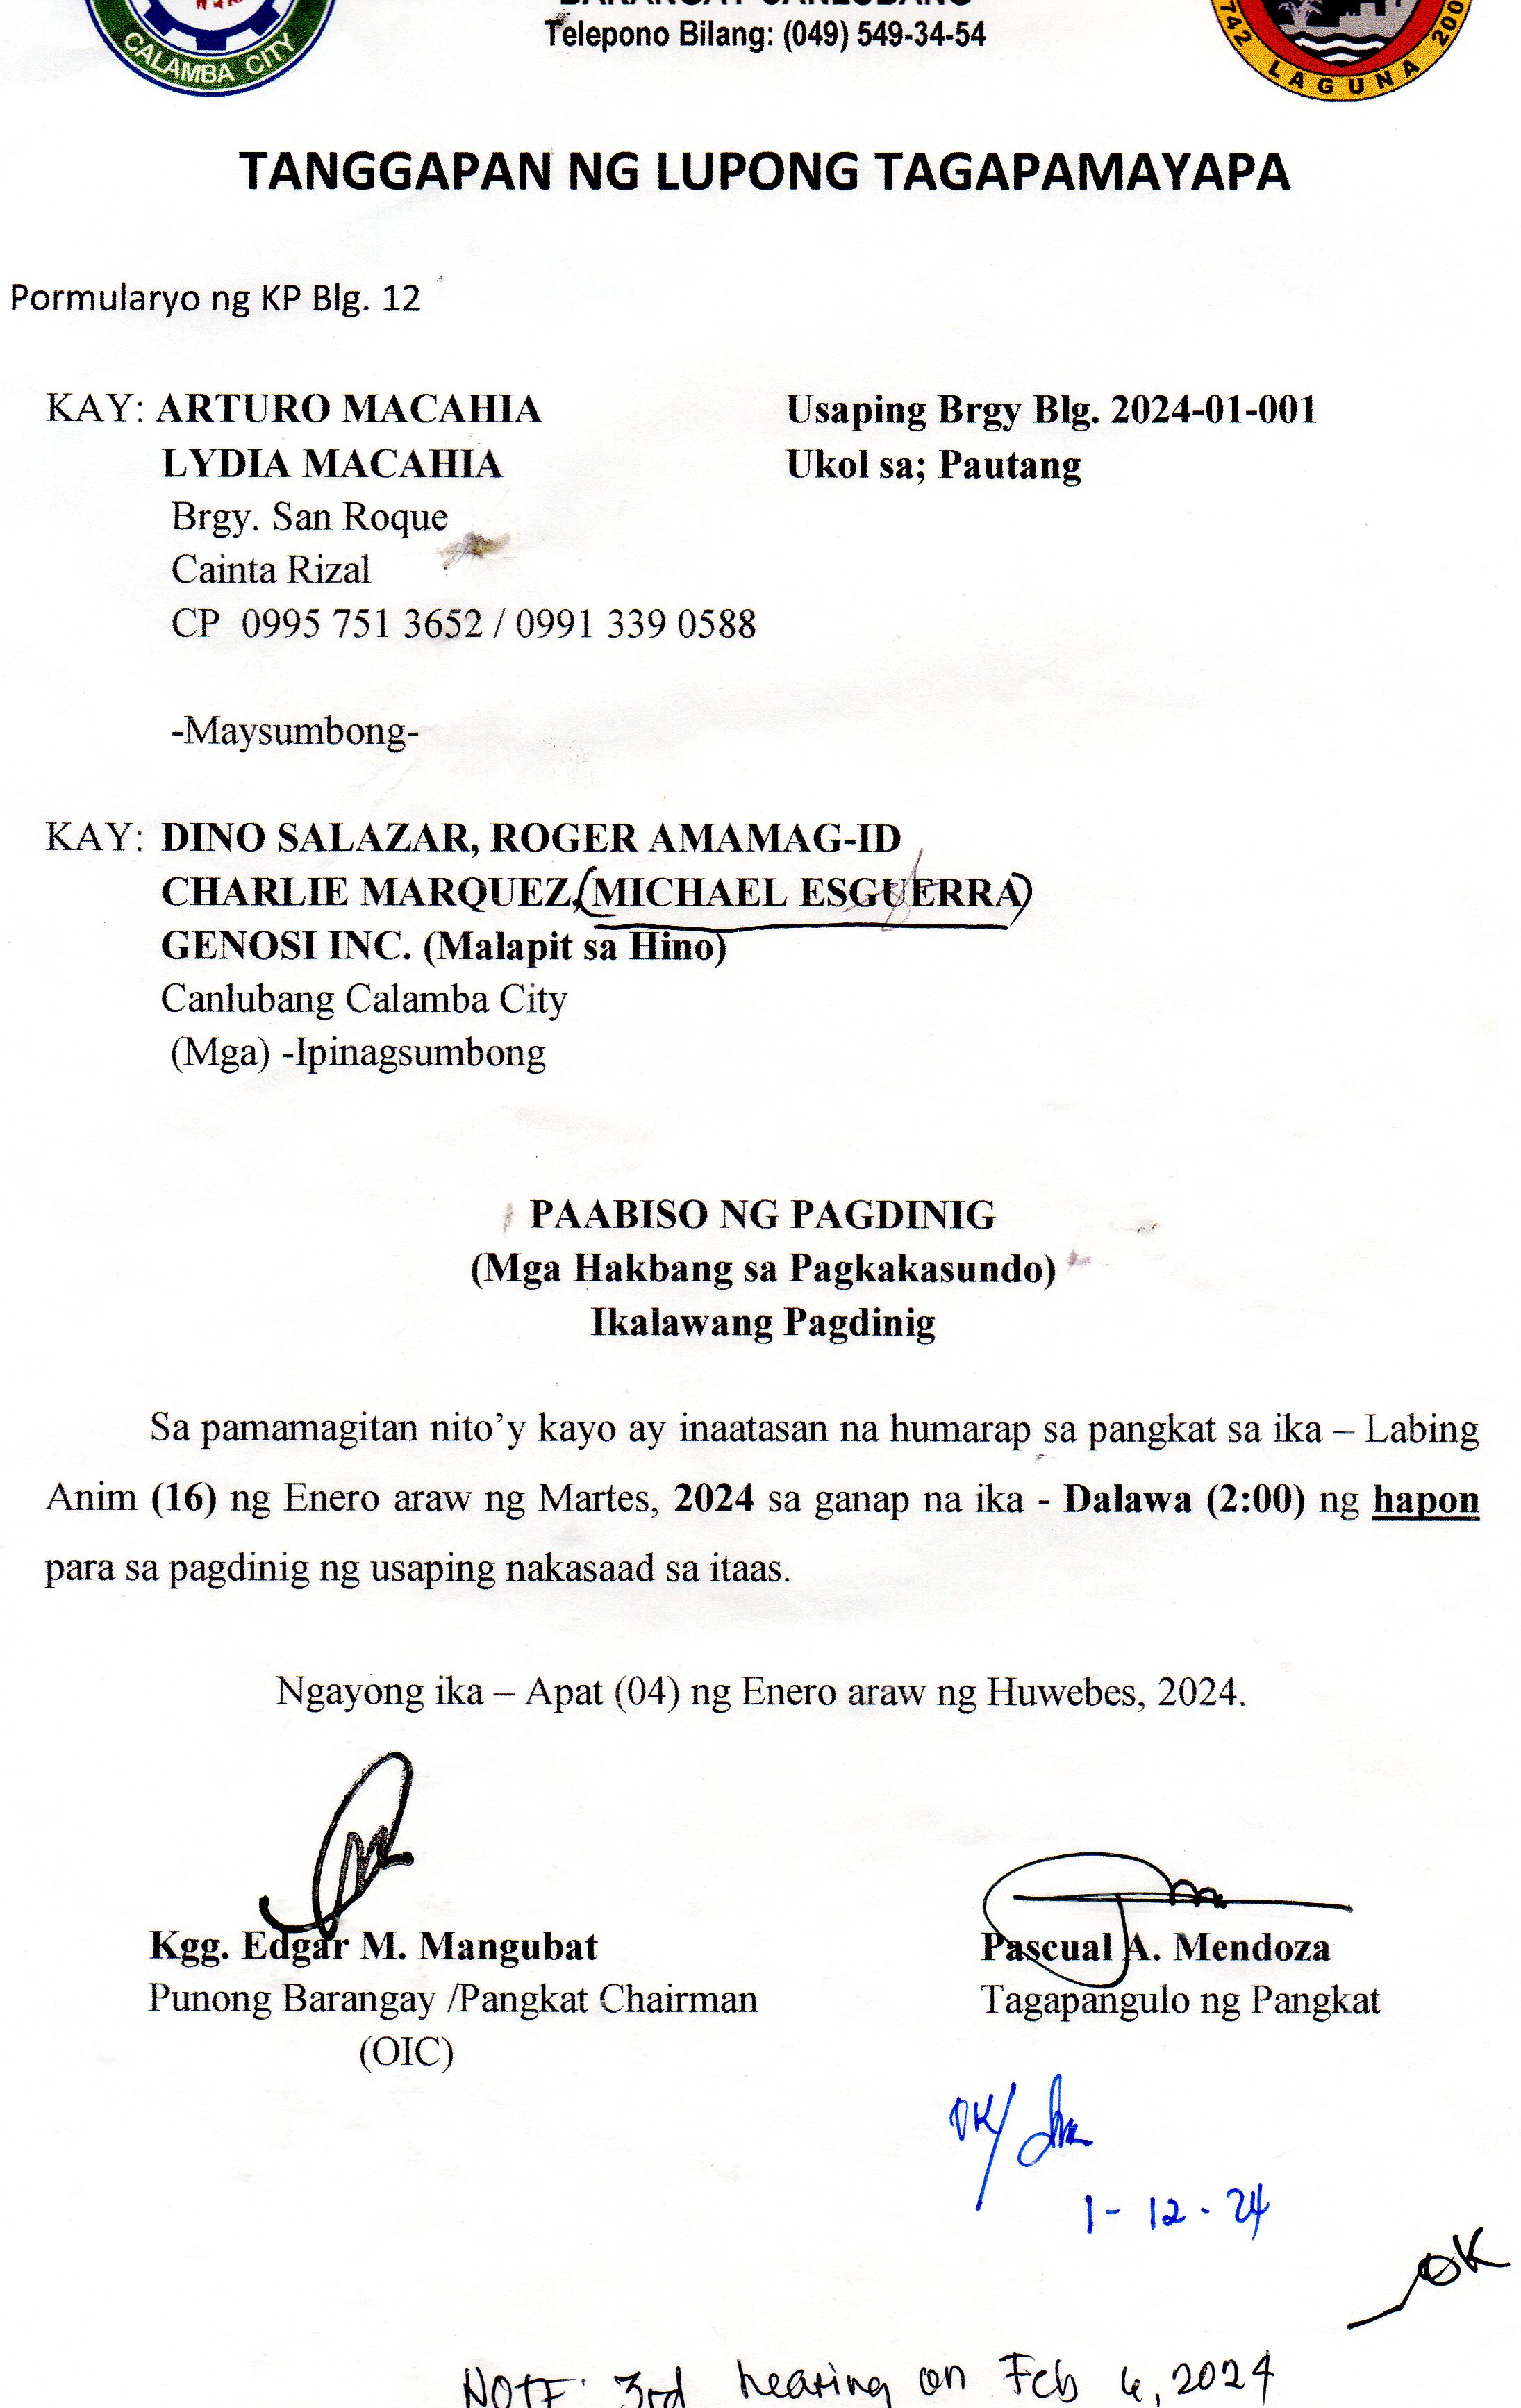 CALAMBA CITY
BARANGAY CANLUBANG
Telepono Bilang: (049) 549-34-54
742 LAGUNA 200
TANGGAPAN NG LUPONG TAGAPAMAYAPA
Pormularyo ng KP Blg. 12
KAY: ARTURO MACAHIA
Usaping Brgy Blg. 2024-01-001
LYDIA MACAHIA
Ukol sa; Pautang
Brgy. San Roque
Cainta Rizal
CP 0995 751 3652 / 0991 339 0588
-Maysumbong-
KAY: DINO SALAZAR, ROGER AMAMAG-ID
CHARLIE MARQUEZ,(MICHAEL ESGUERRA)
GENOSI INC. (Malapit sa Hino)
Canlubang Calamba City
(Mga) -Ipinagsumbong
PAABISO NG PAGDINIG
(Mga Hakbang sa Pagkakasundo)
Ikalawang Pagdinig
Sa pamamagitan nito’y kayo ay inaatasan na humarap sa pangkat sa ika – Labing
Anim (16) ng Enero araw ng Martes, 2024 sa ganap na ika - Dalawa (2:00) ng hapon
para sa pagdinig ng usaping nakasaad sa itaas.
Ngayong ika – Apat (04) ng Enero araw ng Huwebes, 2024.
Kgg. Edgar M. Mangubat
Punong Barangay /Pangkat Chairman
(OIC)
Pascual A. Mendoza
Tagapangulo ng Pangkat
OK/
1-12-24
OK
NOTE: 3rd hearing on Feb 6, 2024